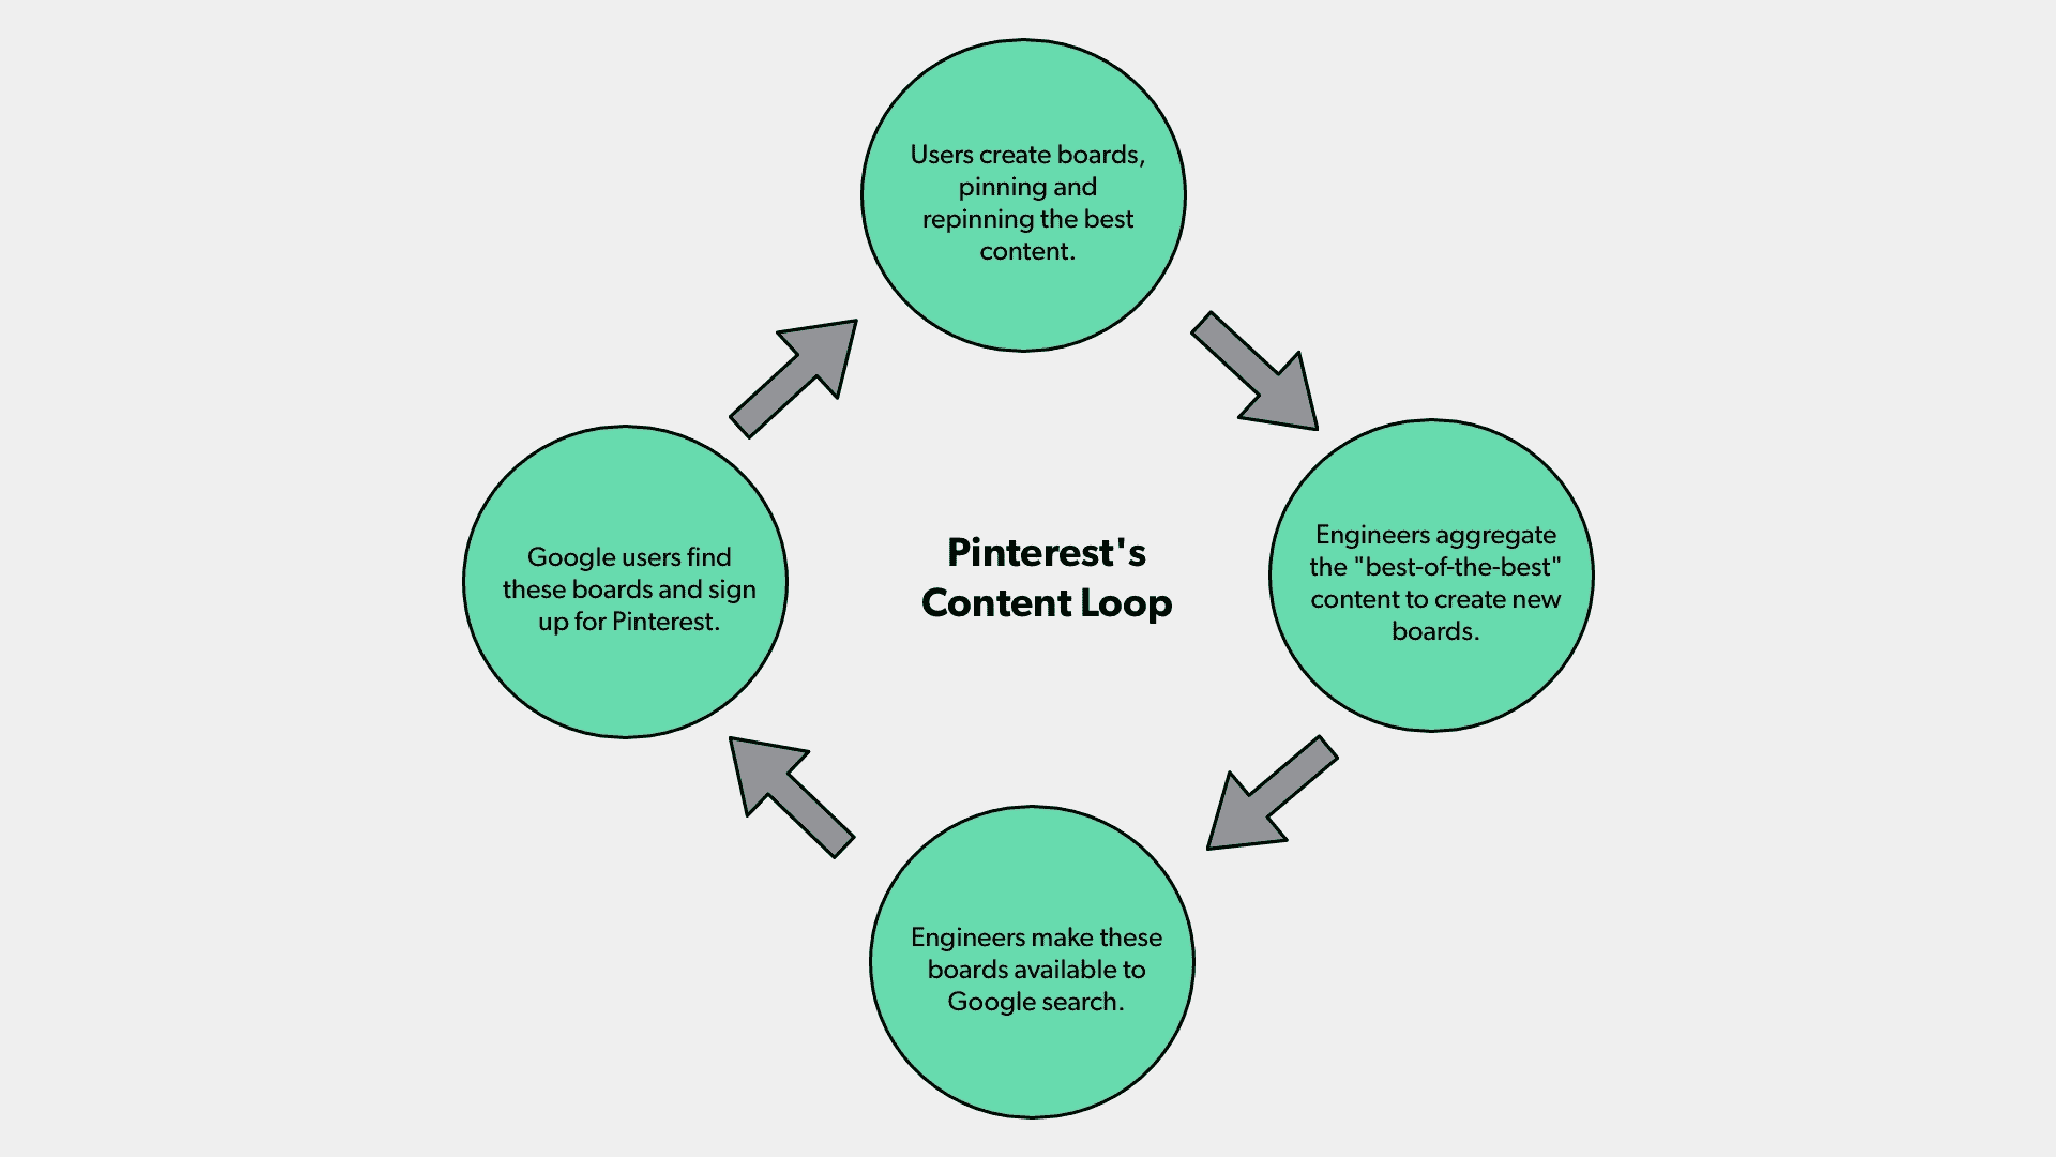 Users create boards,
pinning and
repinning the best
content.
Engineers aggregate
the "best-of-the-best"
content to create new
boards.
Engineers make these
boards available to
Google search.
Google users find
these boards and sign
up for Pinterest.
Pinterest's
Content Loop